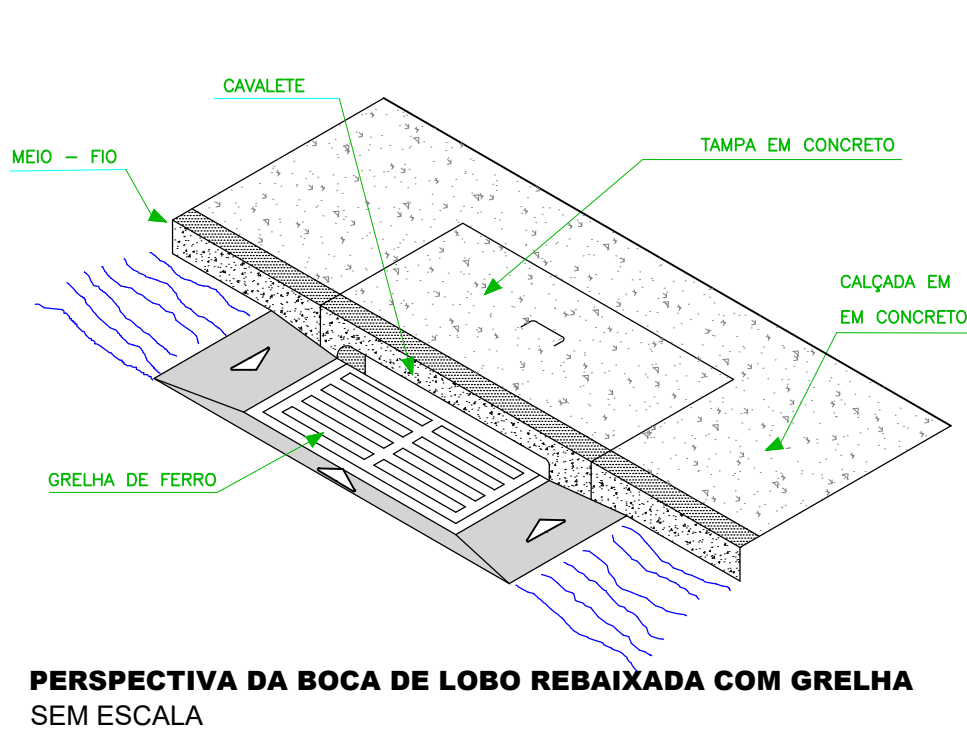 CAVALETE
MEIO - FIO
TAMPA EM CONCRETO
CALÇADA EM
EM CONCRETO
GRELHA DE FERRO
PERSPECTIVA DA BOCA DE LOBO REBAIXADA COM GRELHA
SEM ESCALA